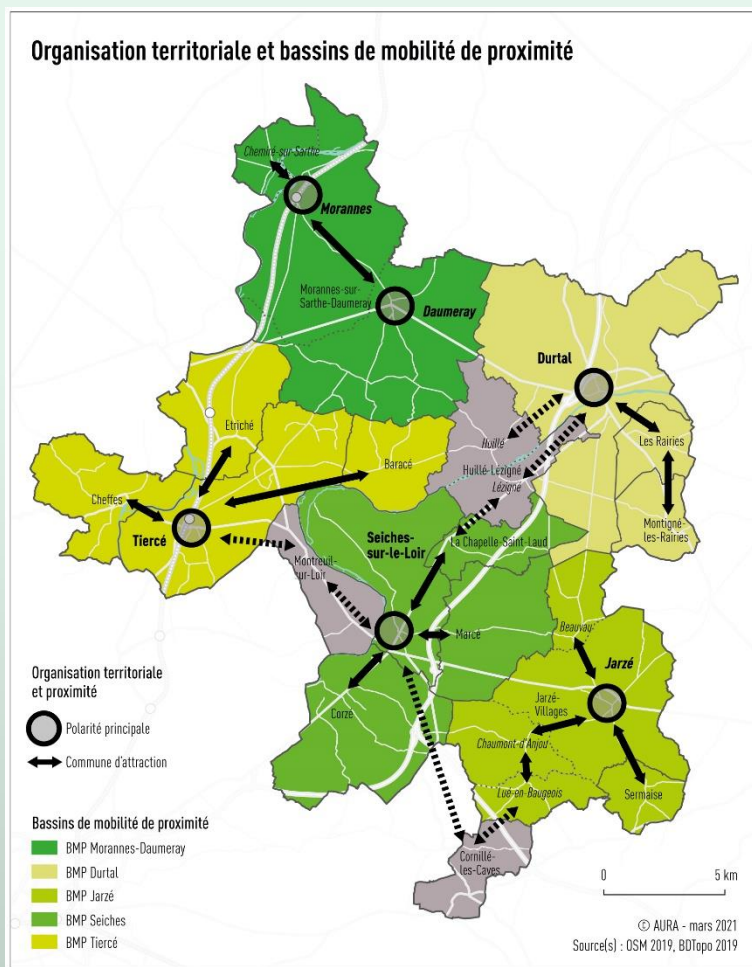 Organisation territoriale et bassins de mobilité de proximité
Chemiré-sur-Sarthe
Morannes
Morannes-sur-
Sarthe-Daumeray
Daumeray
Durtal
Etriché
Huillé
Les Rairies
Baracé
Huillé-Lézigné
Lézigné
Cheffes
Tiercé
Seiches-
sur-le-Loir
La Chapelle-Saint-Laud
Montigné-
les-Rairies
Montreuil-
sur-Loir
Marcé
Beauvau
Jarzé
Organisation territoriale
et proximité
Polarité principale
Commune d'attraction
Corzé
Jarzé-
Villages
Chaumont-d'Anjou
Lué-en-Baugeois
Sermaise
Cornillé-
les-Caves
Bassins de mobilité de proximité
BMP Morannes-Daumeray
BMP Durtal
BMP Jarzé
BMP Seiches
BMP Tiercé
0 5 km
© AURA - mars 2021
Source(s) : OSM 2019, BDTopo 2019